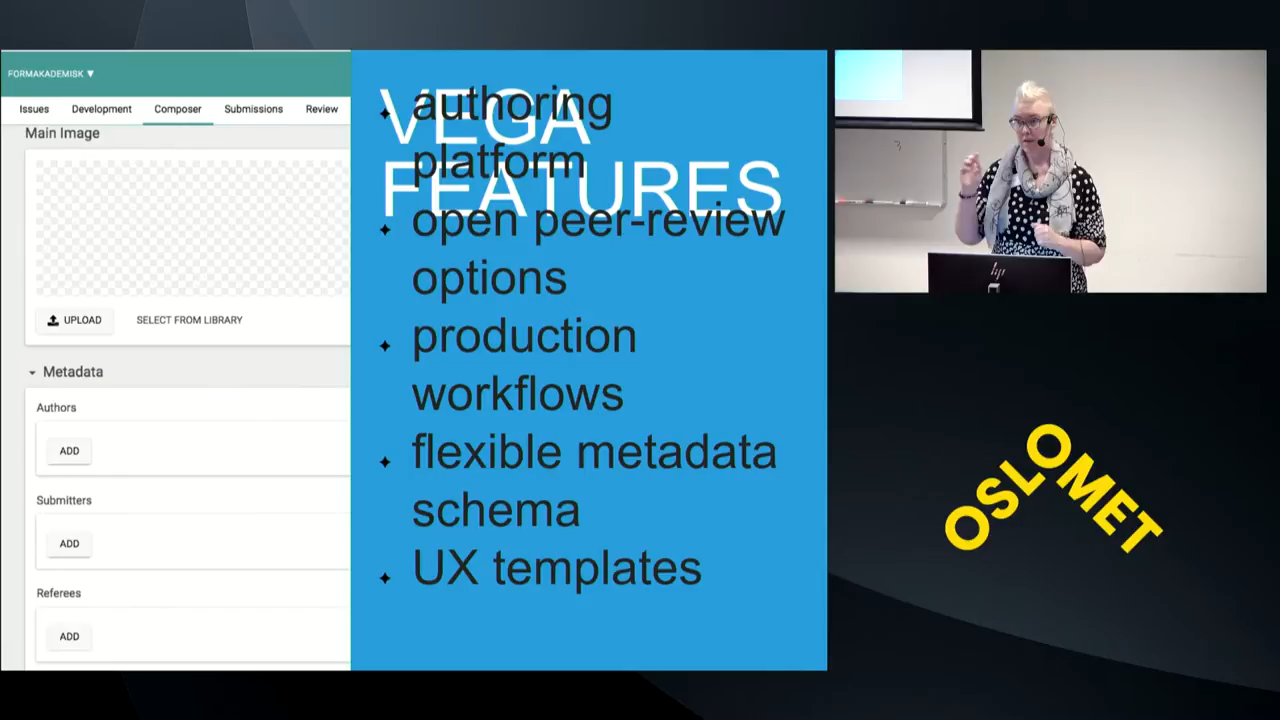 FORMAKADEMISK ▼
Issues Development Composer Submissions Review
Main Image
UPLOAD SELECT FROM LIBRARY
Metadata
Authors
ADD
Submitters
ADD
Referees
ADD
VEGA
FEATURES
authoring
platform
open peer-review
options
production
workflows
flexible metadata
schema
UX templates
hp
OSLOMET